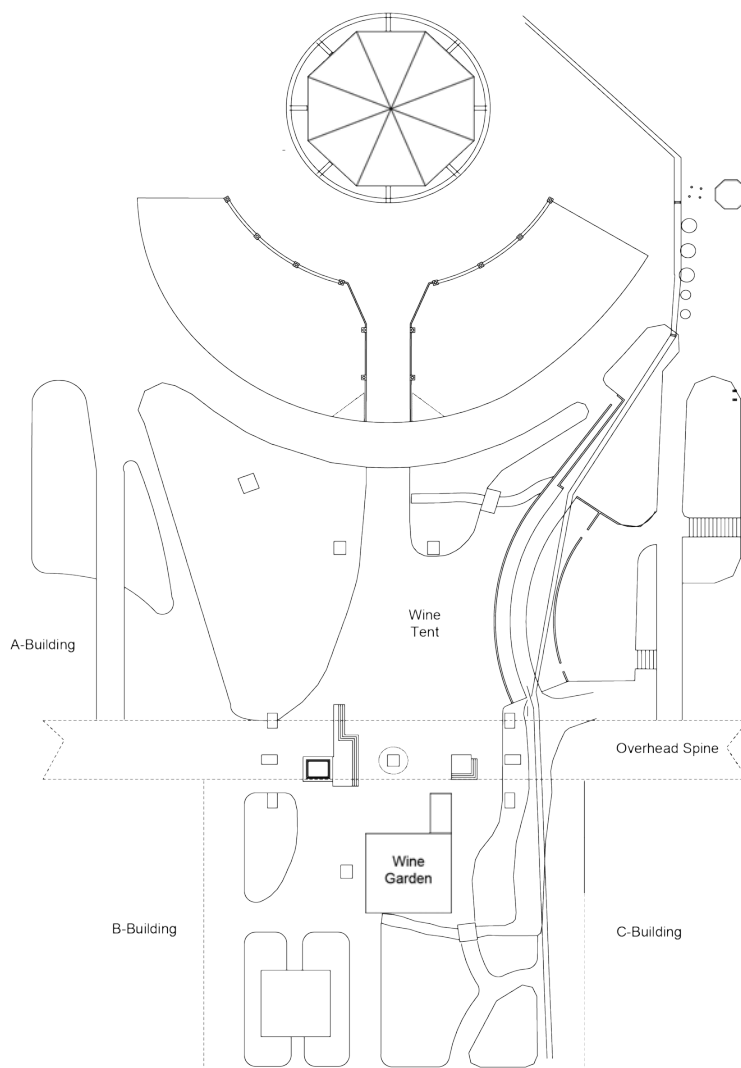 Wine
Tent
A-Building
Overhead Spine
Wine
Garden
B-Building
C-Building